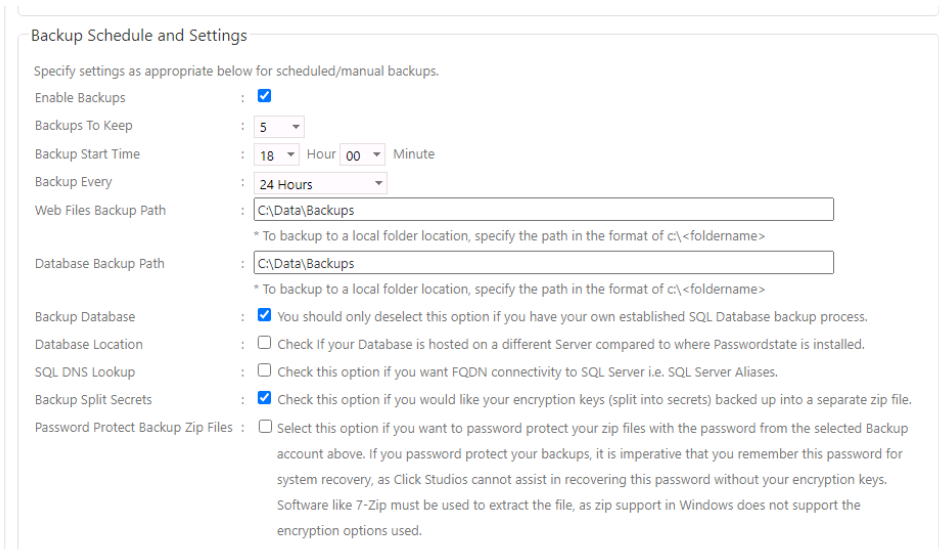 Backup Schedule and Settings
Specify settings as appropriate below for scheduled/manual backups.
Enable Backups :
Backups To Keep : 5
Backup Start Time : 18 Hour 00 Minute
Backup Every : 24 Hours
Web Files Backup Path : C:\Data\Backups
* To backup to a local folder location, specify the path in the format of c:\<foldername>
Database Backup Path : C:\Data\Backups
* To backup to a local folder location, specify the path in the format of c:\<foldername>
Backup Database : You should only deselect this option if you have your own established SQL Database backup process.
Database Location : Check If your Database is hosted on a different Server compared to where Passwordstate is installed.
SQL DNS Lookup : Check this option if you want FQDN connectivity to SQL Server i.e. SQL Server Aliases.
Backup Split Secrets : Check this option if you would like your encryption keys (split into secrets) backed up into a separate zip file.
Password Protect Backup Zip Files : Select this option if you want to password protect your zip files with the password from the selected Backup
account above. If you password protect your backups, it is imperative that you remember this password for
system recovery, as Click Studios cannot assist in recovering this password without your encryption keys.
Software like 7-Zip must be used to extract the file, as zip support in Windows does not support the
encryption options used.